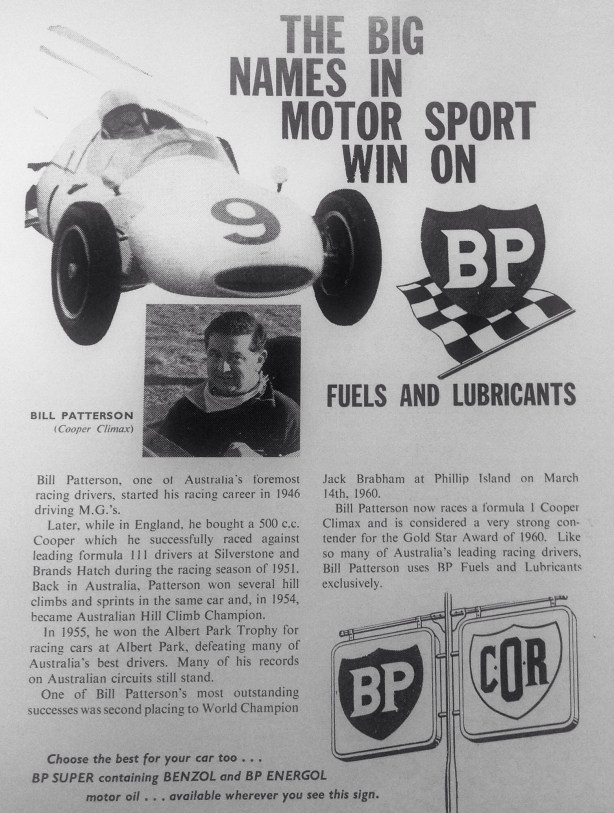 THE BIG
NAMES IN
MOTOR SPORT
WIN ON
9
BP
FUELS AND LUBRICANTS
BILL PATTERSON
(Cooper Climax)
Bill Patterson, one of Australia's foremost
racing drivers, started his racing career in 1946
driving M.G.'s.
Later, while in England, he bought a 500 c.c.
Cooper which he successfully raced against
leading formula 111 drivers at Silverstone and
Brands Hatch during the racing season of 1951.
Back in Australia, Patterson won several hill
climbs and sprints in the same car and, in 1954,
became Australian Hill Climb Champion.
In 1955, he won the Albert Park Trophy for
racing cars at Albert Park, defeating many of
Australia's best drivers. Many of his records
on Australian circuits still stand.
One of Bill Patterson's most outstanding
successes was second placing to World Champion
Jack Brabham at Phillip Island on March
14th, 1960.
Bill Patterson now races a formula 1 Cooper
Climax and is considered a very strong con-
tender for the Gold Star Award of 1960. Like
so many of Australia's leading racing drivers,
Bill Patterson uses BP Fuels and Lubricants
exclusively.
BP
COR
Choose the best for your car too . . .
BP SUPER containing BENZOL and BP ENERGOL
motor oil . . . available wherever you see this sign.